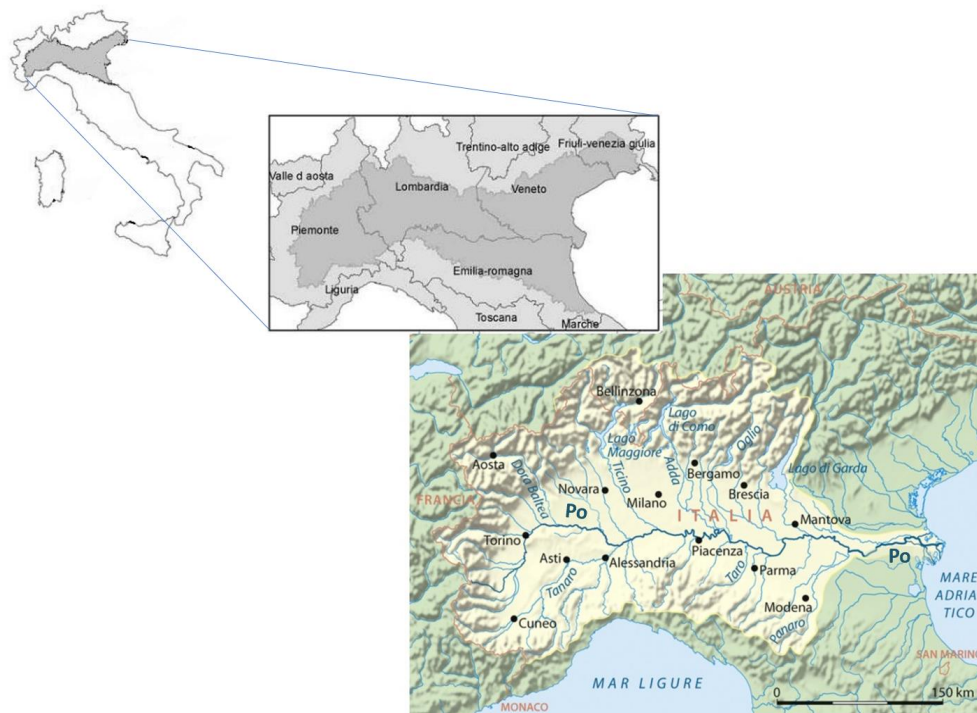 Trentino-alto adige
Friuli-venezia giulia
Valle d aosta
Lombardia
Veneto
Piemonte
Emilia-romagna
Liguria
Toscana
Marche
AUSTRIA
Bellinzona
Lago
di Como
Oglio
Lago
Maggiore
Aosta
Dora Baltea
Ticino
Adda
Bergamo
Lago di Garda
FRANCIA
Novara
Milano
Brescia
ITALIA
Po
Mantova
Torino
Asti
Alessandria
Piacenza
Po
Tanaro
Taro
Parma
MARE
ADRIA
TICO
Modena
Cuneo
Panaro
SAN MARINO
MAR LIGURE
0
150 km
MONACO